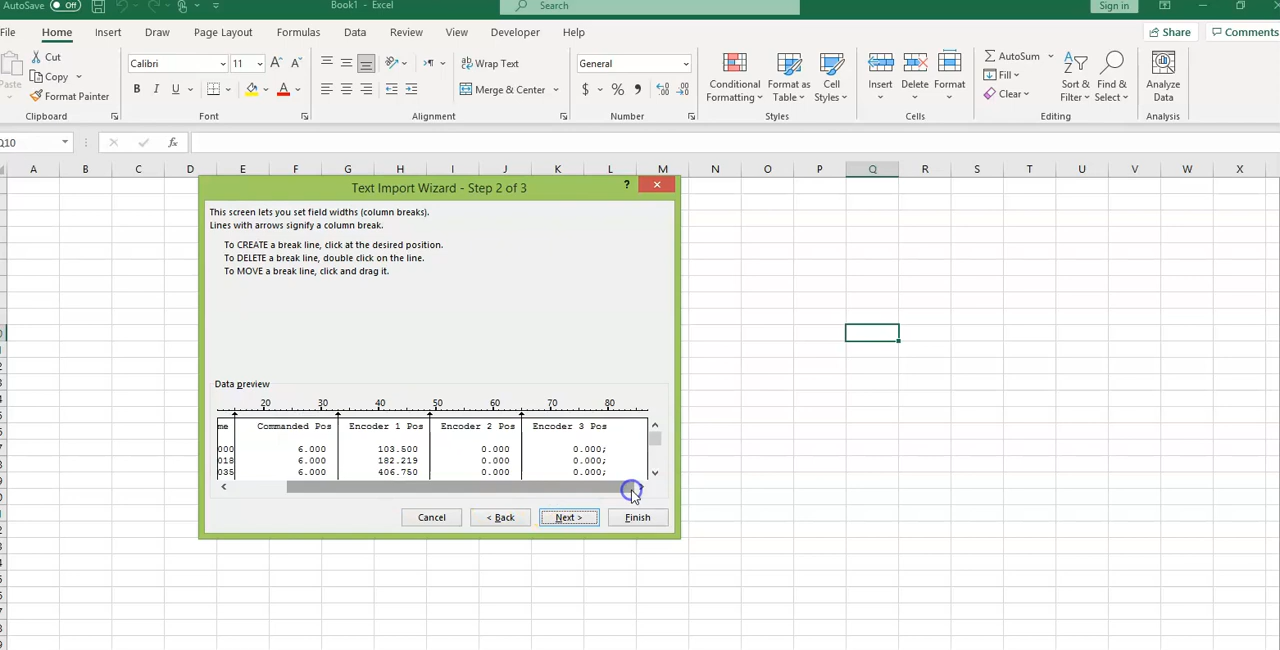 AutoSave Off Book1 - Excel Search Sign in
File Home Insert Draw Page Layout Formulas Data Review View Developer Help Share Comments
Cut Calibri 11 Wrap Text General AutoSum
Copy Fill
Paste Format Painter Merge & Center Conditional Formatting Format as Table Cell Styles Insert Delete Format Clear Sort & Filter Find & Select Analyze Data
Clipboard Font Alignment Number Styles Cells Editing Analysis
Q10 fx
A B C D E F G H I J K L M N O P Q R S T U V W X
Text Import Wizard - Step 2 of 3 ?
This screen lets you set field widths (column breaks).
Lines with arrows signify a column break.
To CREATE a break line, click at the desired position.
To DELETE a break line, double click on the line.
To MOVE a break line, click and drag it.
Data preview
20 30 40 50 60 70 80
me Commanded Pos Encoder 1 Pos Encoder 2 Pos Encoder 3 Pos
000 6.000 103.500 0.000 0.000;
018 6.000 182.219 0.000 0.000;
035 6.000 406.750 0.000 0.000;
Cancel < Back Next > Finish